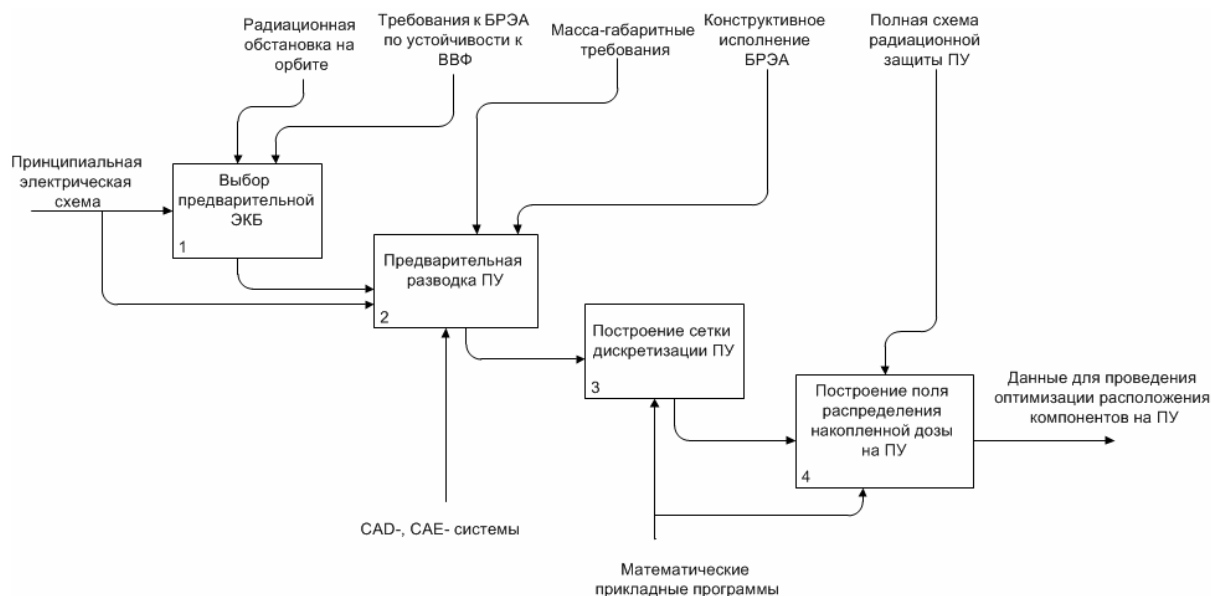 Радиационная
обстановка на
орбите
Требования к БРЭА
по устойчивости к
ВВФ
Масса-габаритные
требования
Конструктивное
исполнение
БРЭА
Полная схема
радиационной
защиты ПУ
Принципиальная
электрическая
схема
Выбор
предварительной
ЭКБ
1
Предварительная
разводка ПУ
2
Построение сетки
дискретизации ПУ
3
Построение поля
распределения
накопленной дозы
на ПУ
4
Данные для проведения
оптимизации расположения
компонентов на ПУ
CAD-, CAE- системы
Математические
прикладные программы